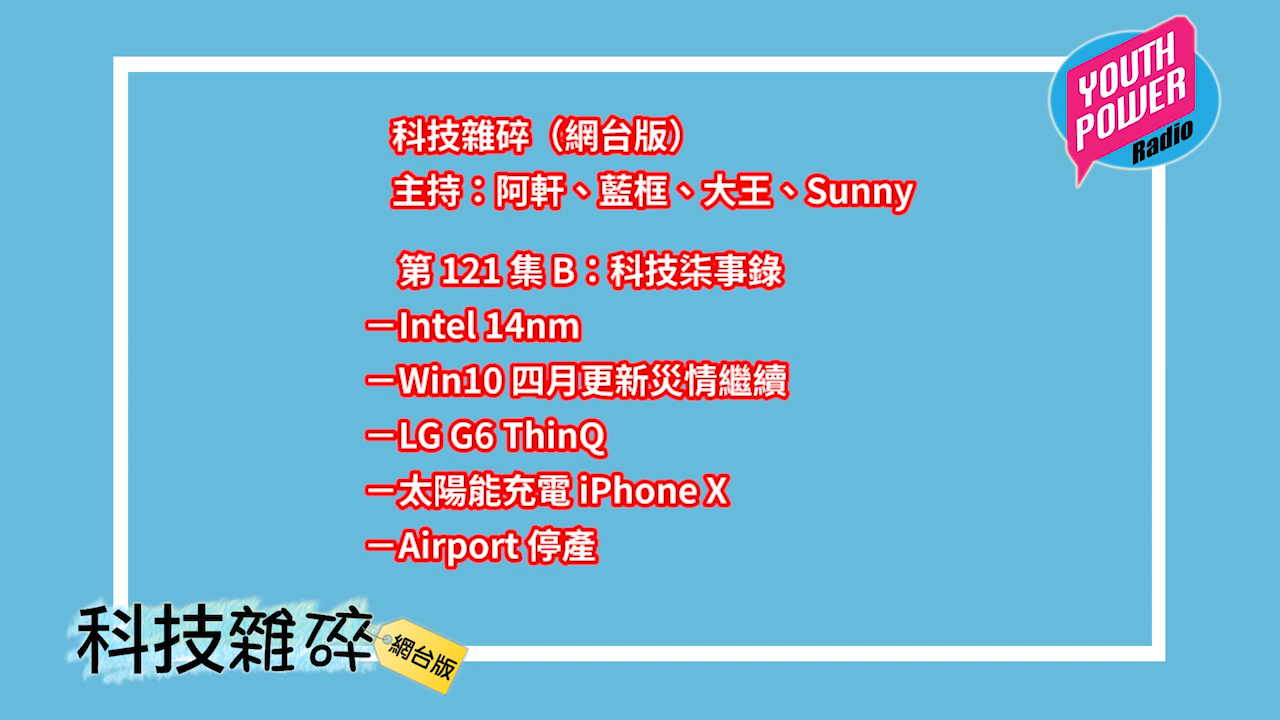 YOUTH
POWER
Radio
科技雜碎（網台版）
主持：阿軒、藍框、大王、Sunny
第 121 集 B：科技柒事錄
－Intel 14nm
－Win10 四月更新災情繼續
－LG G6 ThinQ
－太陽能充電 iPhone X
－Airport 停產
科技雜碎
網台版